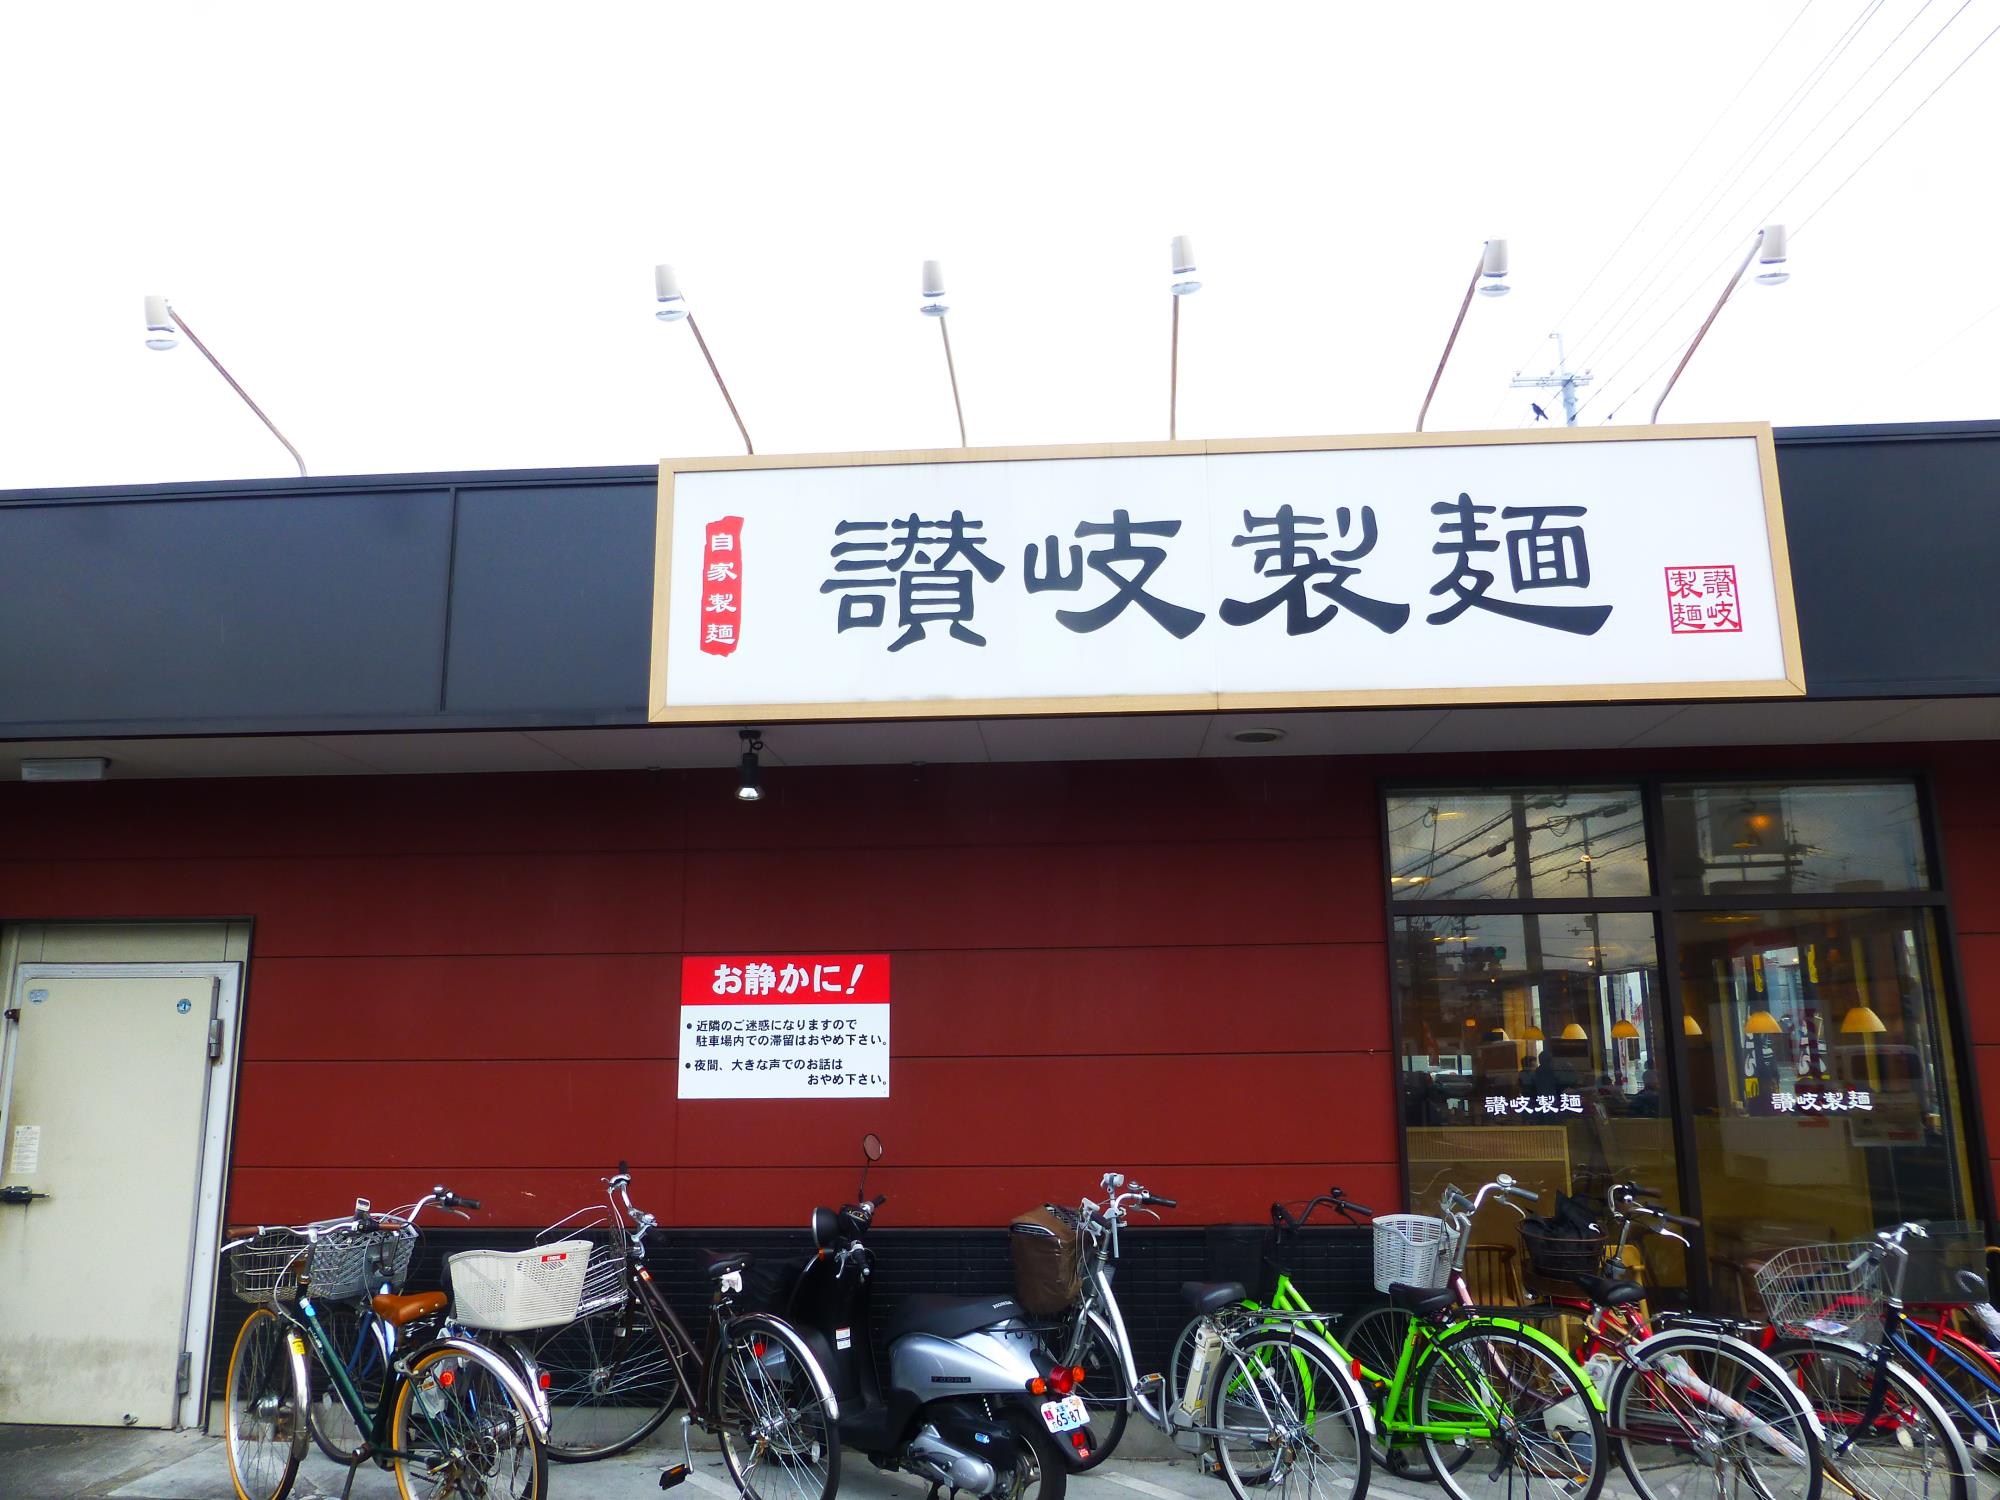 自家製麺
讃岐製麺
讃岐
製麺
お静かに!
●近隣のご迷惑になりますので
駐車場内での滞留はおやめ下さい。
●夜間、大きな声でのお話は
おやめ下さい。
讃岐製麺
讃岐製麺
HONDA
65-87